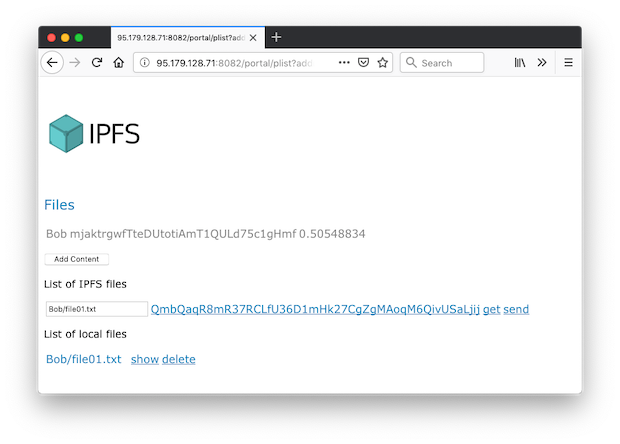 95.179.128.71:8082/portal/plist?add
95.179.128.71:8082/portal/plist?add
Search
IPFS
Files
Bob mjaktrgwfTteDUtotiAmT1QULd75c1gHmf 0.50548834
Add Content
List of IPFS files
Bob/file01.txt QmbQaqR8mR37RCLfU36D1mHk27CgZgMAoqM6QivUSaLjij get send
List of local files
Bob/file01.txt show delete